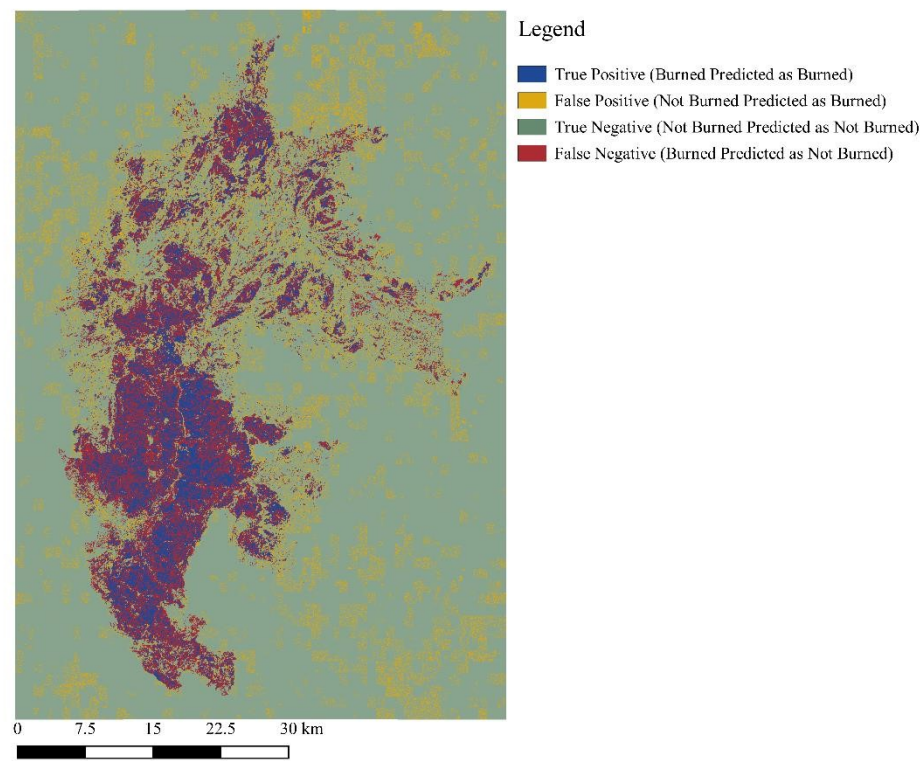 Legend
True Positive (Burned Predicted as Burned)
False Positive (Not Burned Predicted as Burned)
True Negative (Not Burned Predicted as Not Burned)
False Negative (Burned Predicted as Not Burned)
0 7.5 15 22.5 30 km